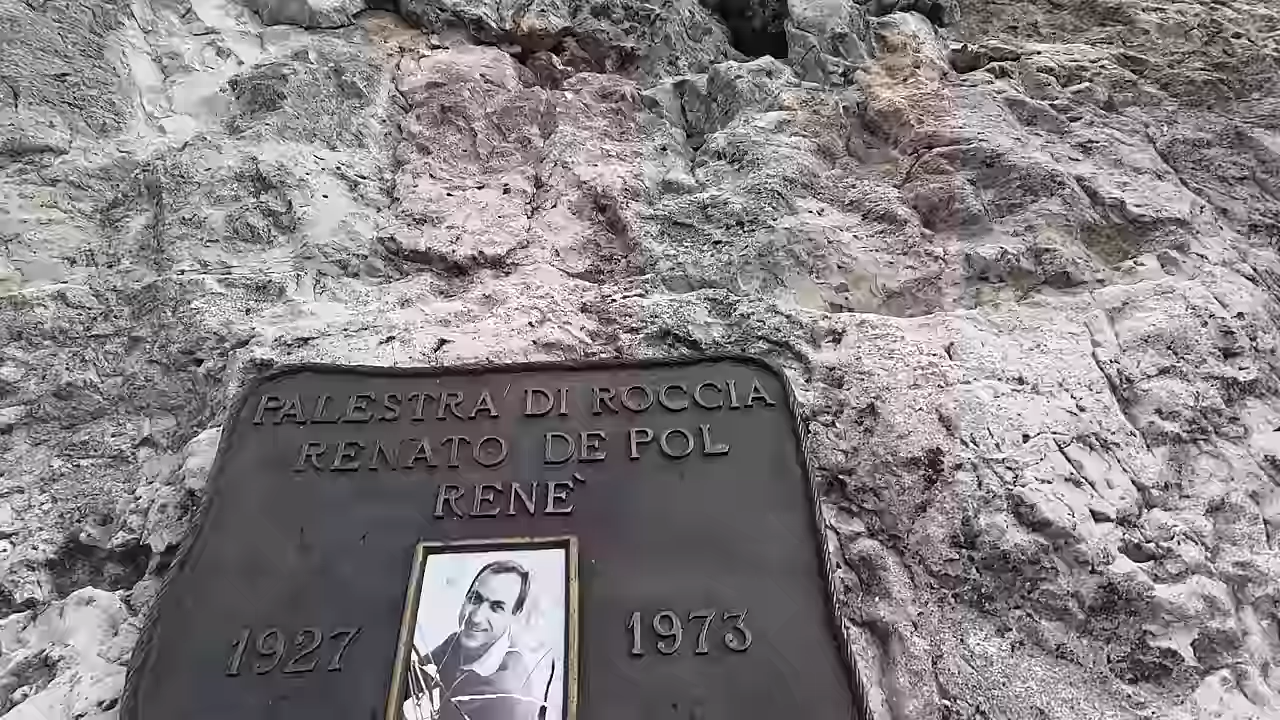 PALESTRA DI ROCCIA
RENATO DE POL
RENE`
1927
1973